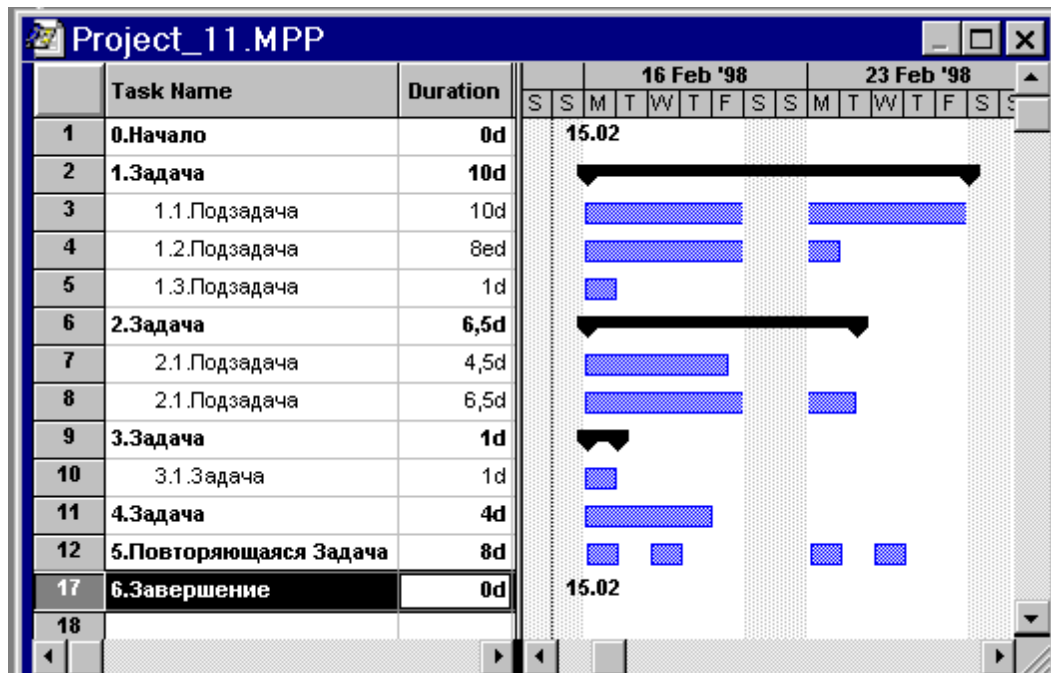 Project_11.MPP
Task Name Duration 16 Feb '98 23 Feb '98
S S M T W T F S S M T W T F S S
1 0.Начало 0d 15.02
2 1.Задача 10d
3 1.1.Подзадача 10d
4 1.2.Подзадача 8ed
5 1.3.Подзадача 1d
6 2.Задача 6,5d
7 2.1.Подзадача 4,5d
8 2.1.Подзадача 6,5d
9 3.Задача 1d
10 3.1.Задача 1d
11 4.Задача 4d
12 5.Повторяющаяся Задача 8d
17 6.Завершение 0d 15.02
18